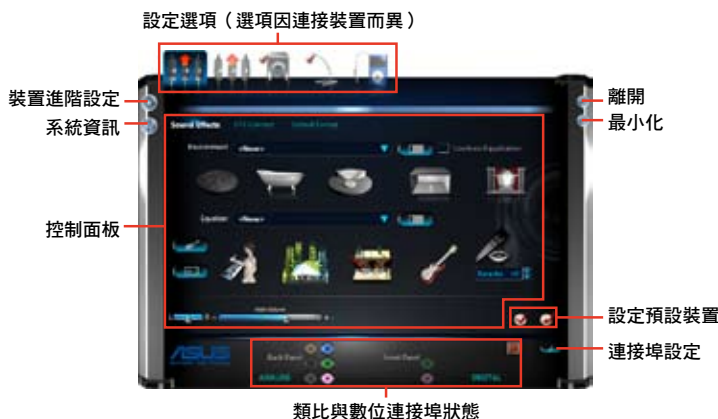 設定選項（選項因連接裝置而異）
裝置進階設定
系統資訊
離開
最小化
Sound Effects
Environment <None> Loudness Equalization
控制面板
Equalizer <None>
Karaoke
設定預設裝置
連接埠設定
ASUS
Back Panel Front Panel
ANALOG DIGITAL
類比與數位連接埠狀態